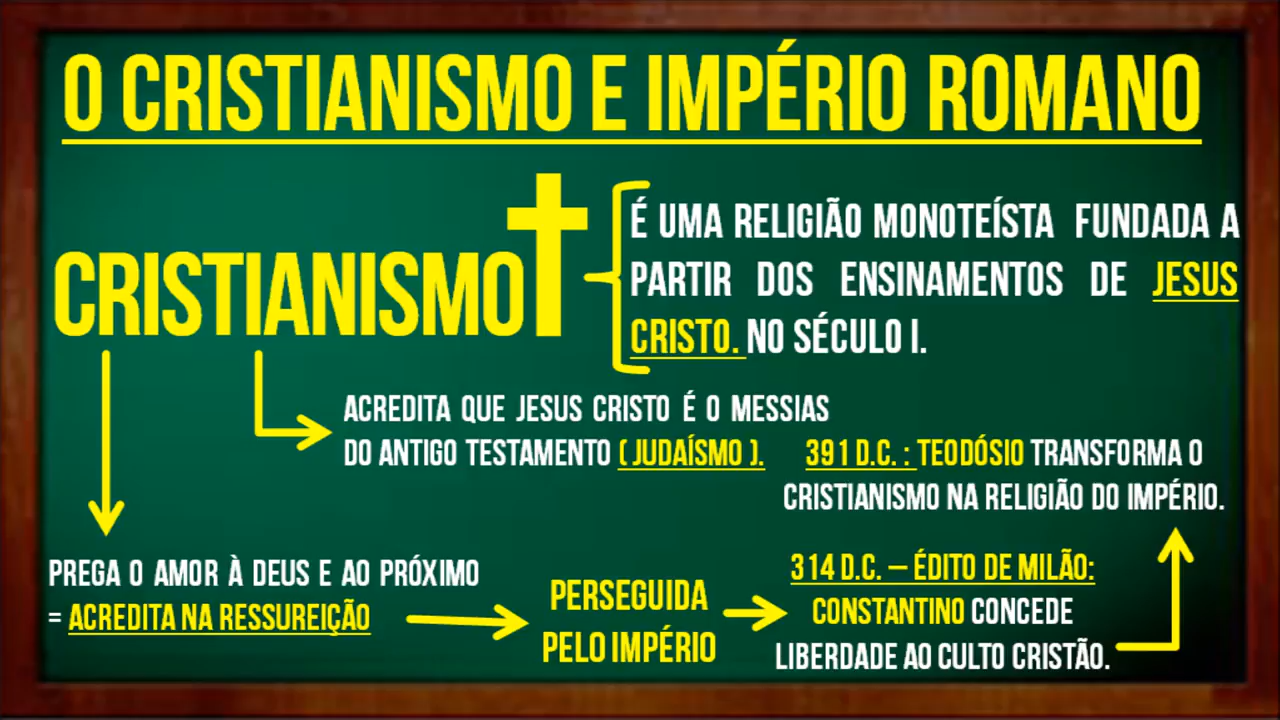 O CRISTIANISMO E IMPÉRIO ROMANO
CRISTIANISMO
É UMA RELIGIÃO MONOTEÍSTA FUNDADA A
PARTIR DOS ENSINAMENTOS DE JESUS
CRISTO. NO SÉCULO I.
ACREDITA QUE JESUS CRISTO É O MESSIAS
DO ANTIGO TESTAMENTO ( JUDAÍSMO ).
391 D.C. : TEODÓSIO TRANSFORMA O
CRISTIANISMO NA RELIGIÃO DO IMPÉRIO.
PREGA O AMOR À DEUS E AO PRÓXIMO
= ACREDITA NA RESSUREIÇÃO
PERSEGUIDA
PELO IMPÉRIO
314 D.C. – ÉDITO DE MILÃO:
CONSTANTINO CONCEDE
LIBERDADE AO CULTO CRISTÃO.